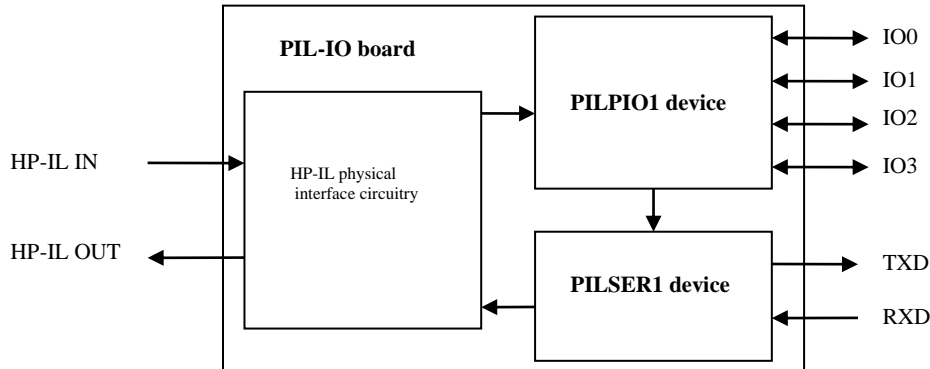 PIL-IO board
PILPIO1 device
IO0
IO1
IO2
IO3
HP-IL IN
HP-IL physical
interface circuitry
HP-IL OUT
PILSER1 device
TXD
RXD